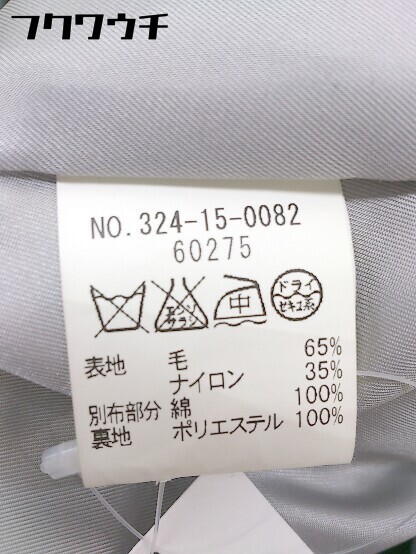 フクワウチ
NO. 324-15-0082
60275
エンソ
サラシ
中
ドライ
セキユ系
表地 毛 65%
ナイロン 35%
別布部分 綿 100%
裏地 ポリエステル 100%